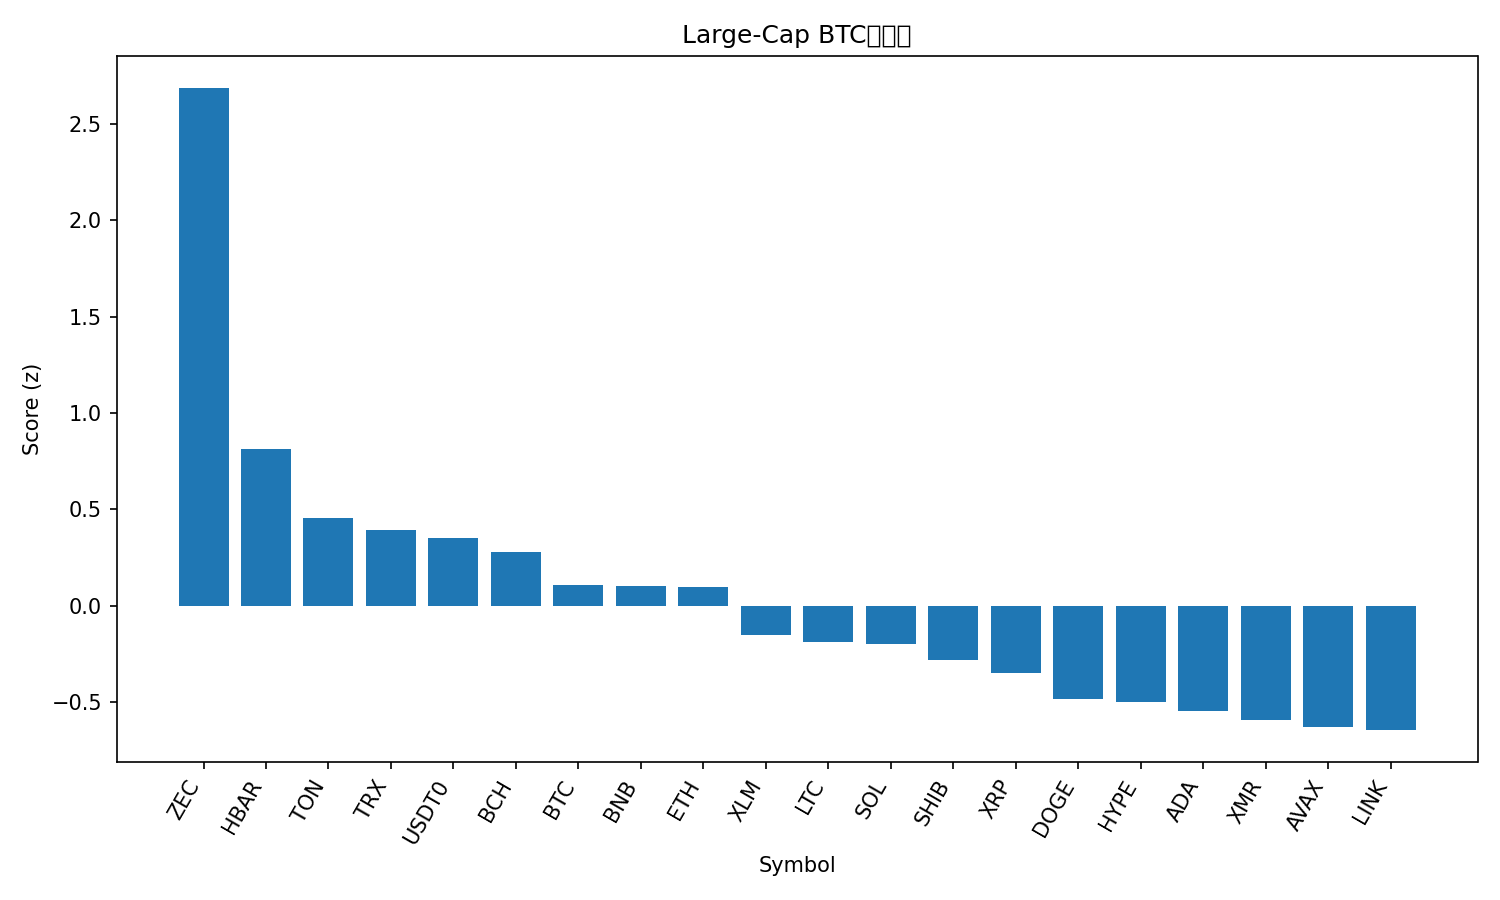 Large-Cap BTC
Score (z)
2.5
2.0
1.5
1.0
0.5
0.0
−0.5
ZEC HBAR TON TRX USDT0 BCH BTC BNB ETH XLM LTC SOL SHIB XRP DOGE HYPE ADA XMR AVAX LINK
Symbol